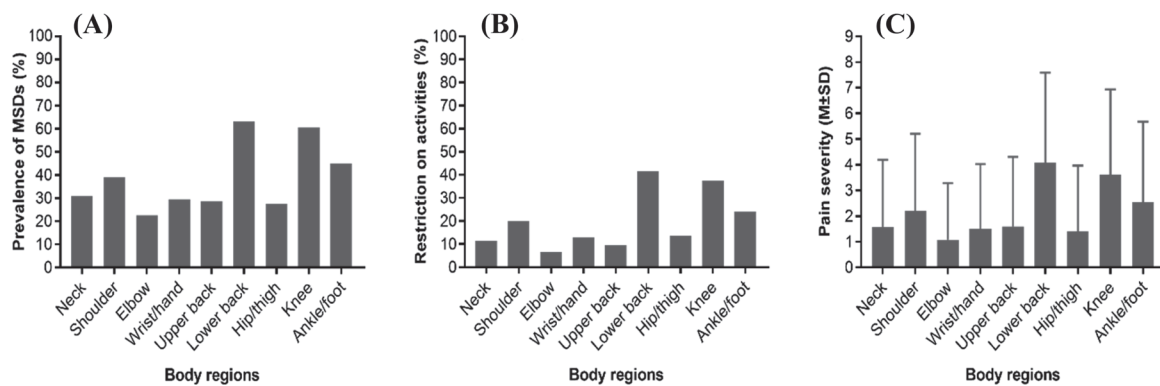 (A)
Prevalence of MSDs (%)
100
90
80
70
60
50
40
30
20
10
0
Neck
Shoulder
Elbow
Wrist/hand
Upper back
Lower back
Hip/thigh
Knee
Ankle/foot
Body regions
(B)
Restriction on activities (%)
100
90
80
70
60
50
40
30
20
10
0
Neck
Shoulder
Elbow
Wrist/hand
Upper back
Lower back
Hip/thigh
Knee
Ankle/foot
Body regions
(C)
Pain severity (M±SD)
9
8
7
6
5
4
3
2
1
0
Neck
Shoulder
Elbow
Wrist/hand
Upper back
Lower back
Hip/thigh
Knee
Ankle/foot
Body regions